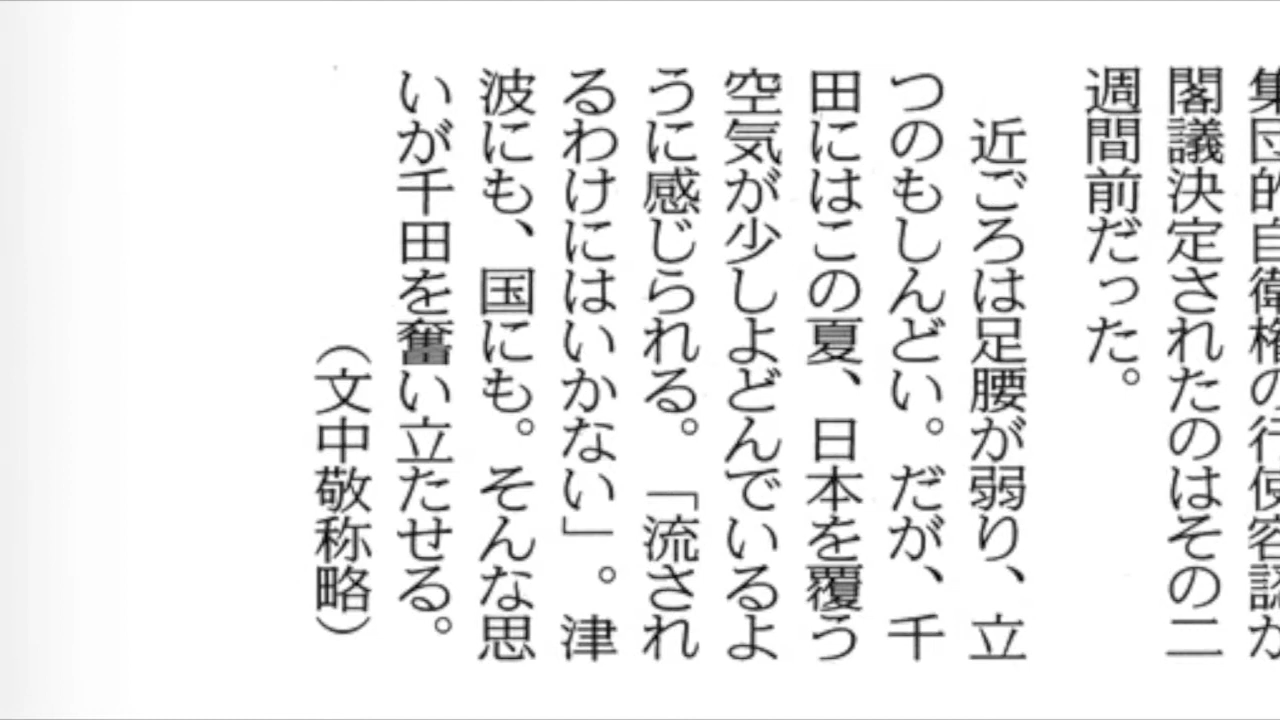 集団的自衛権の行使容認が
閣議決定されたのはその二
週間前だった。
近ごろは足腰が弱り、立
つのもしんどい。だが、千
田にはこの夏、日本を覆う
空気が少しよどんでいるよ
うに感じられる。「流され
るわけにはいかない」。津
波にも、国にも。そんな思
いが千田を奮い立たせる。
（文中敬称略）